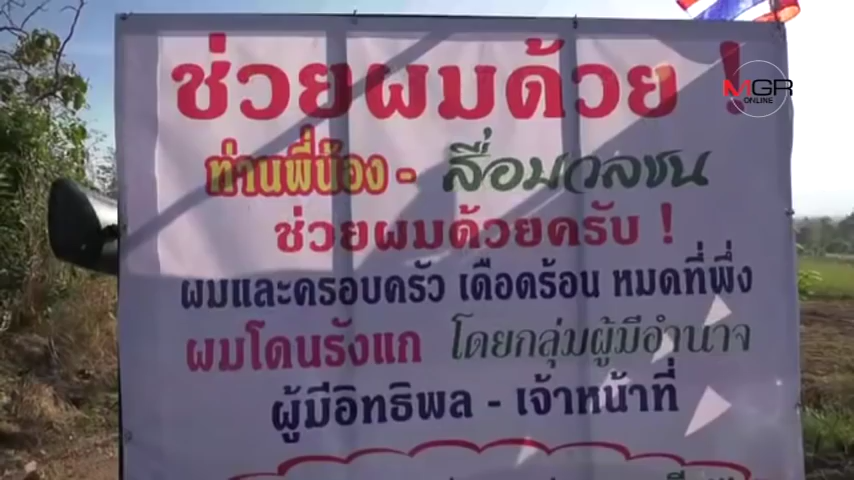 ช่วยผมด้วย !
MGR
ONLINE
ท่านพี่น้อง - สื่อมวลชน
ช่วยผมด้วยครับ !
ผมและครอบครัว เดือดร้อน หมดที่พึ่ง
ผมโดนรังแก โดยกลุ่มผู้มีอำนาจ
ผู้มีอิทธิพล - เจ้าหน้าที่